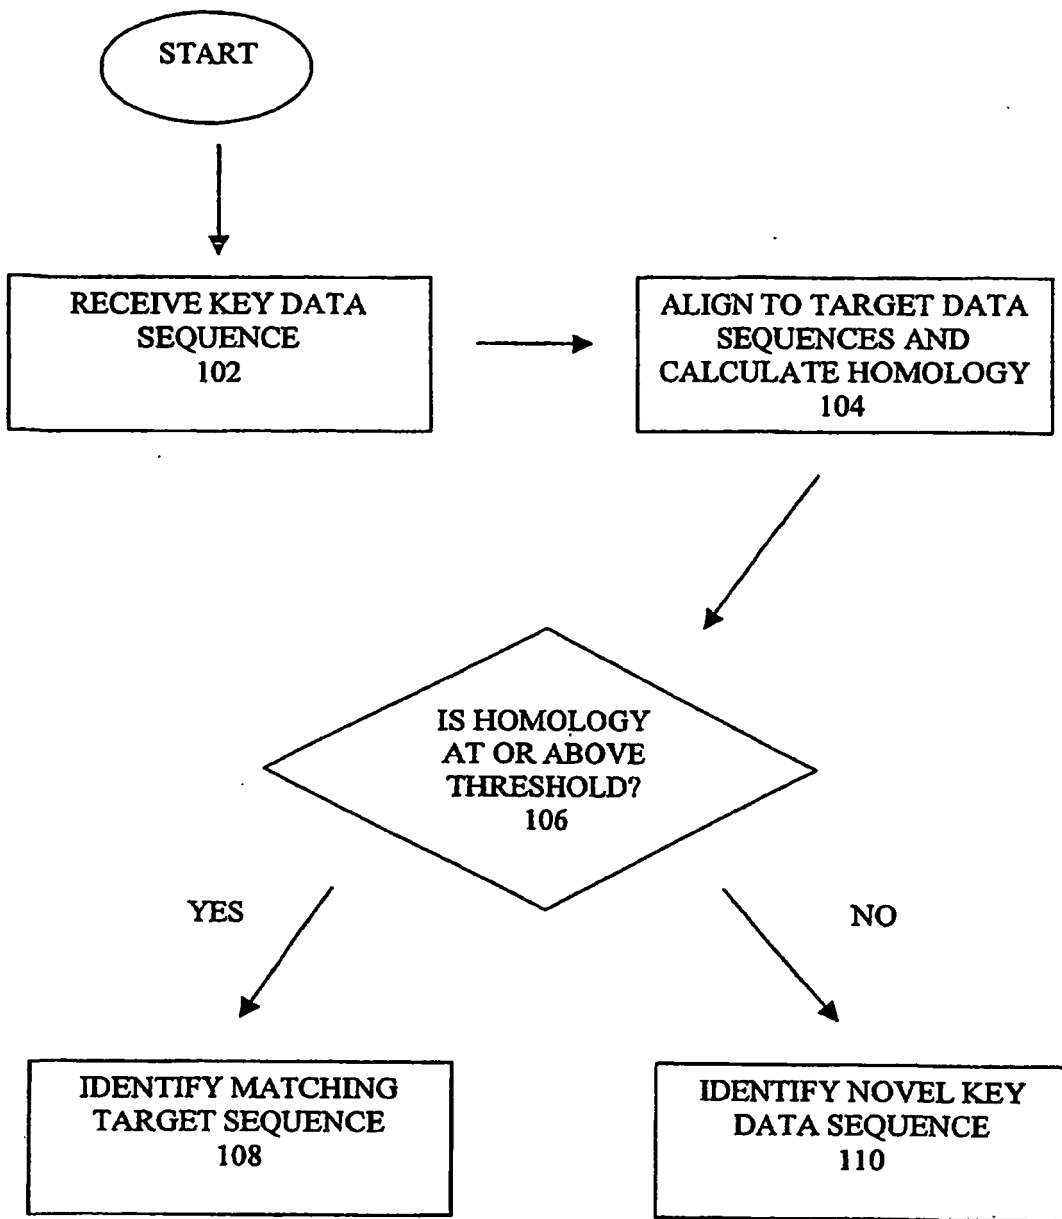 START
RECEIVE KEY DATA
SEQUENCE
102
ALIGN TO TARGET DATA
SEQUENCES AND
CALCULATE HOMOLOGY
104
IS HOMOLOGY
AT OR ABOVE
THRESHOLD?
106
YES
NO
IDENTIFY MATCHING
TARGET SEQUENCE
108
IDENTIFY NOVEL KEY
DATA SEQUENCE
110